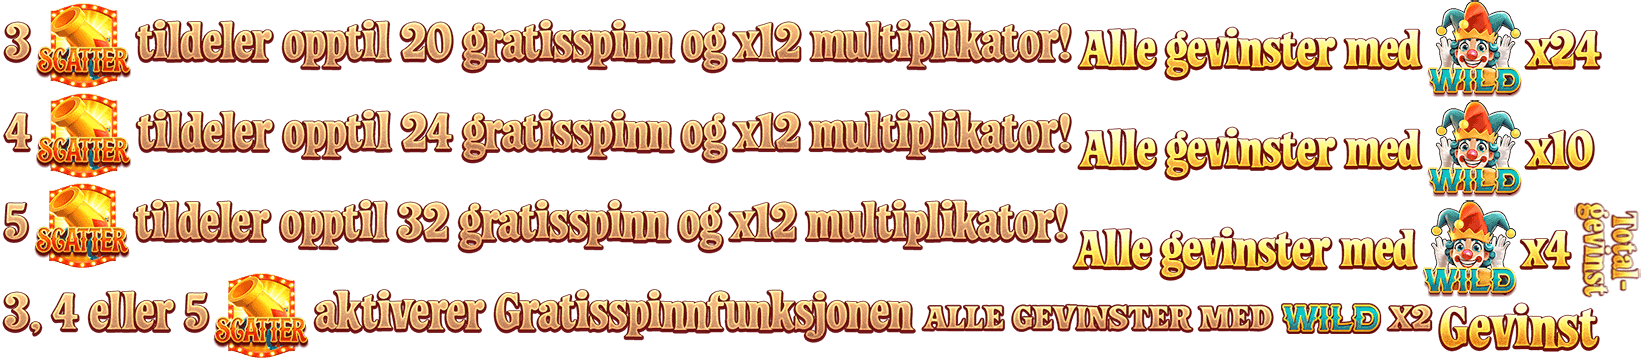 3 SCATTER tildeler opptil 20 gratisspinn og x12 multiplikator!
Alle gevinster med WILD x24
4 SCATTER tildeler opptil 24 gratisspinn og x12 multiplikator!
Alle gevinster med WILD x10
5 SCATTER tildeler opptil 32 gratisspinn og x12 multiplikator!
Alle gevinster med WILD x4
Total-
gevinst
3, 4 eller 5 SCATTER aktiverer Gratisspinnfunksjonen
ALLE GEVINSTER MED WILD X2
Gevinst